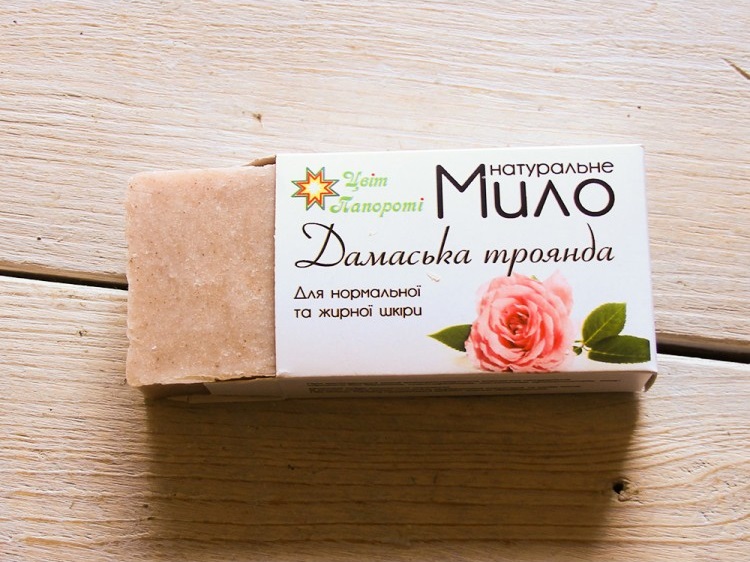 Цвіт
Папороті
натуральне
Мило
Дамаська троянда
Для нормальної
та жирної шкіри